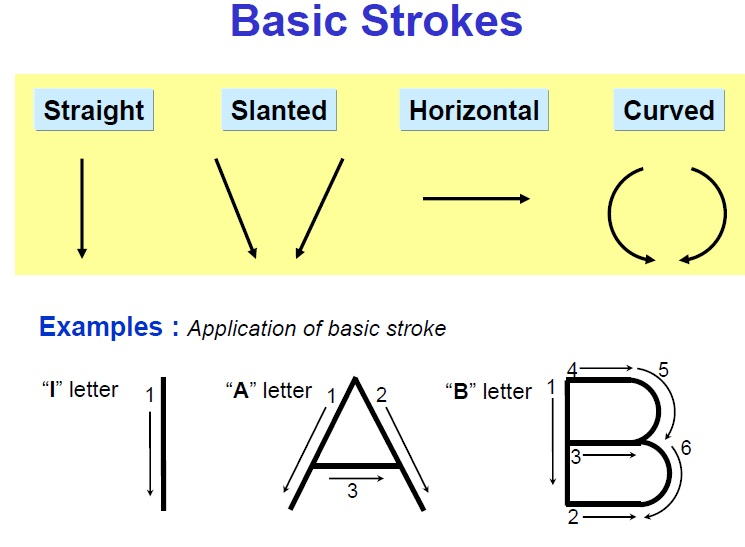 Basic Strokes
Straight Slanted Horizontal Curved
Examples : Application of basic stroke
“I” letter 1 “A” letter 1 2 3 “B” letter 1 4 5 3 6 2